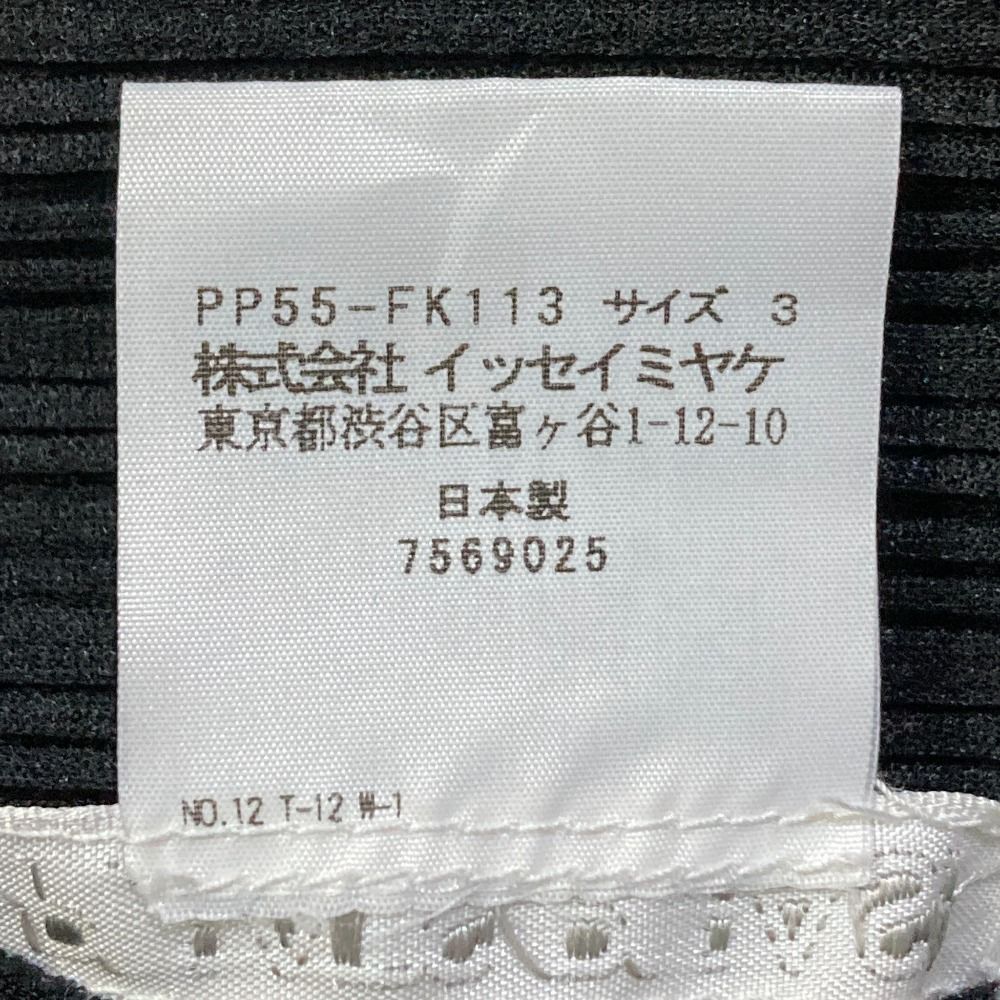 PP55-FK113 サイズ 3
株式会社 イッセイミヤケ
東京都渋谷区富ヶ谷1-12-10
日本製
7569025
NO.12 T-12 W-1